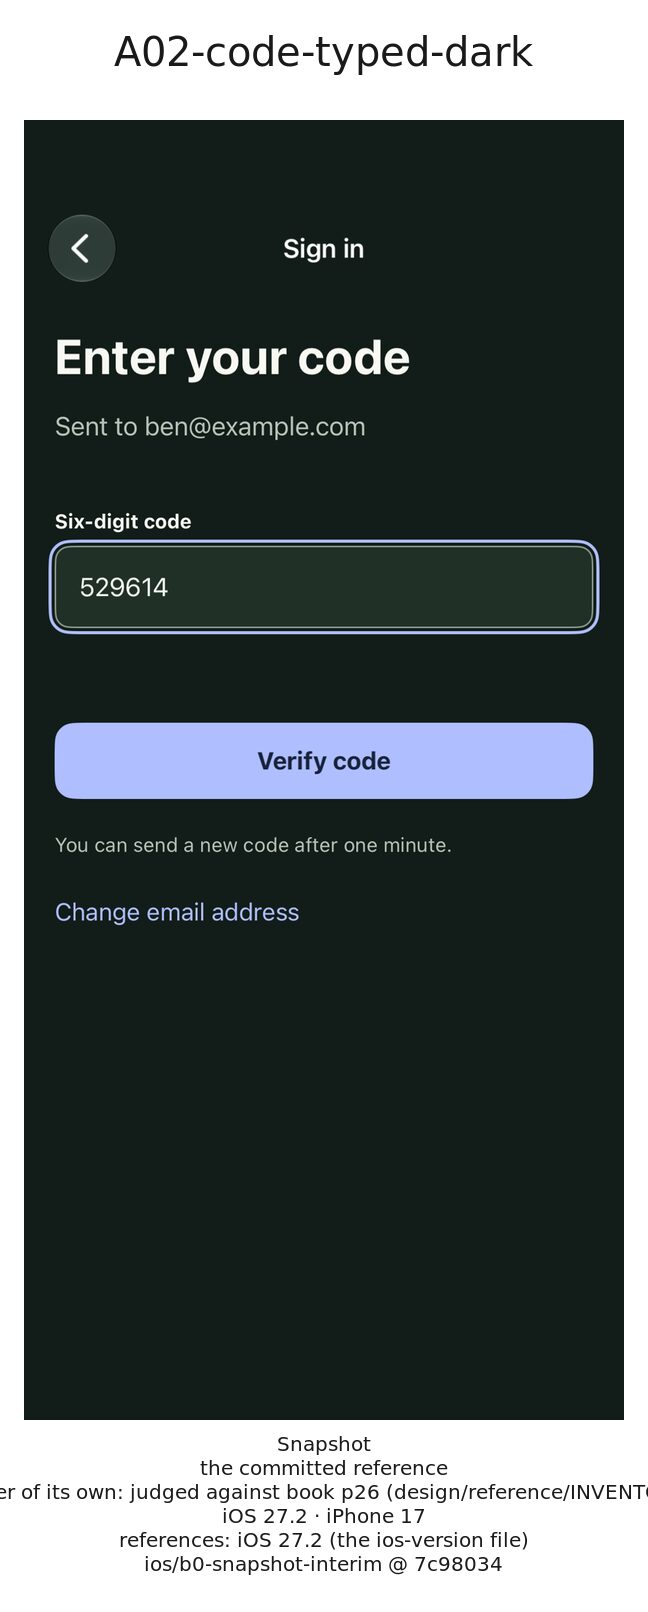 A02-code-typed-dark
Sign in
Enter your code
Sent to ben@example.com
Six-digit code
529614
Verify code
You can send a new code after one minute.
Change email address
Snapshot
the committed reference
of its own: judged against book p26 (design/reference/
iOS 27.2 · iPhone 17
references: iOS 27.2 (the ios-version file)
ios/b0-snapshot-interim @ 7c98034